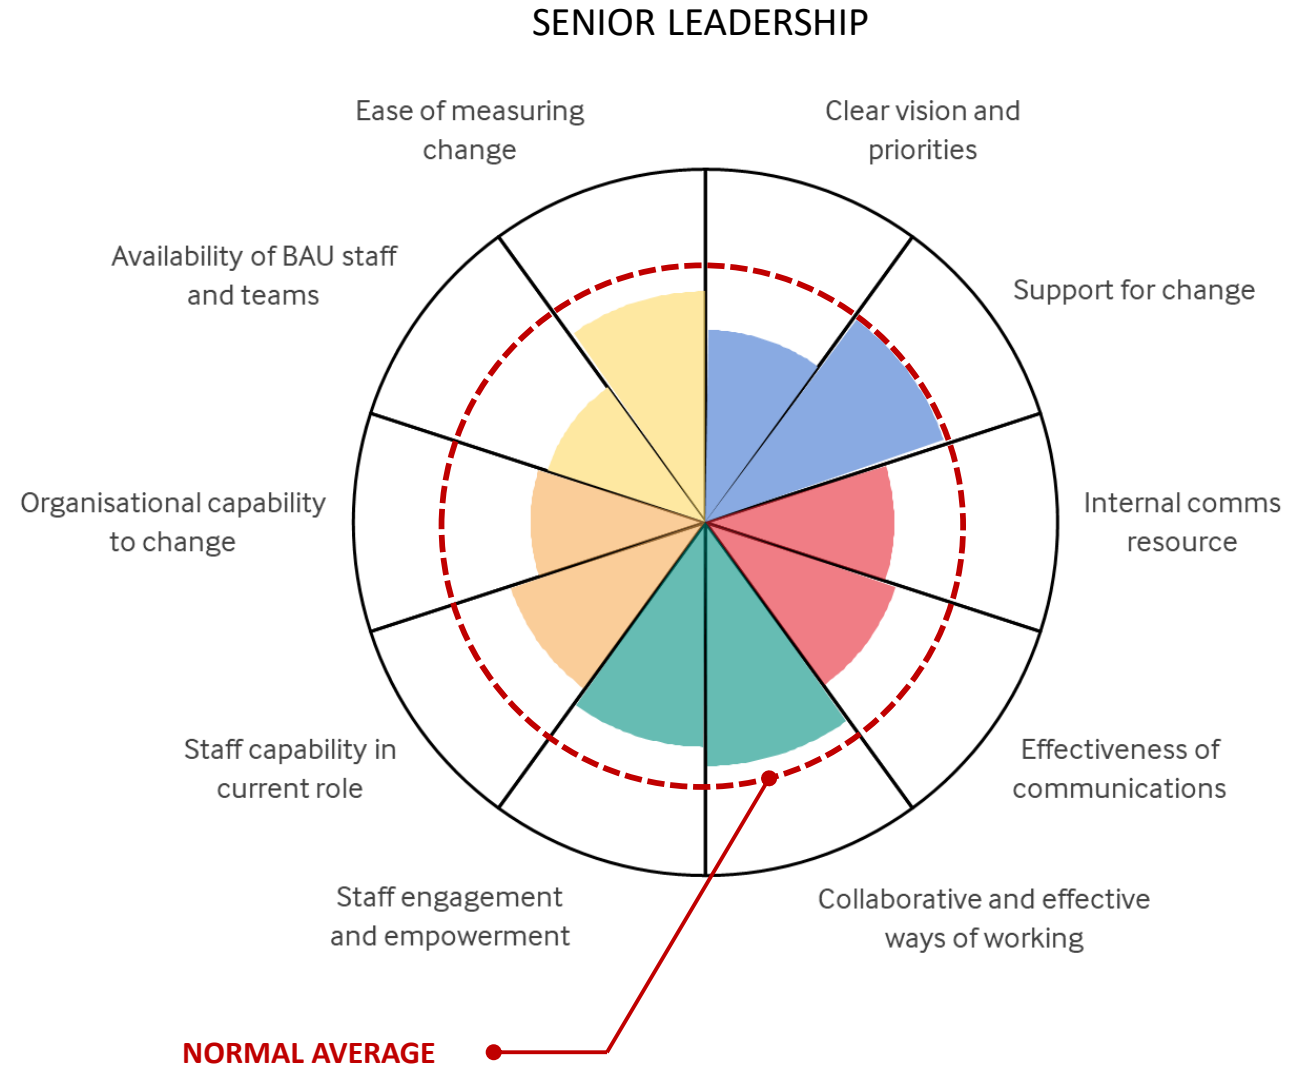 SENIOR LEADERSHIP
Ease of measuring
change
Clear vision and
priorities
Availability of BAU staff
and teams
Support for change
Organisational capability
to change
Internal comms
resource
Staff capability in
current role
Effectiveness of
communications
Staff engagement
and empowerment
Collaborative and effective
ways of working
NORMAL AVERAGE